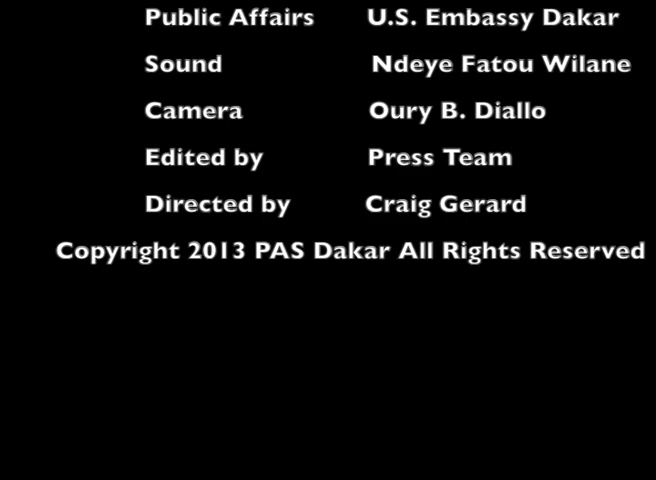 Public Affairs U.S. Embassy Dakar
Sound Ndeye Fatou Wilane
Camera Oury B. Diallo
Edited by Press Team
Directed by Craig Gerard
Copyright 2013 PAS Dakar All Rights Reserved